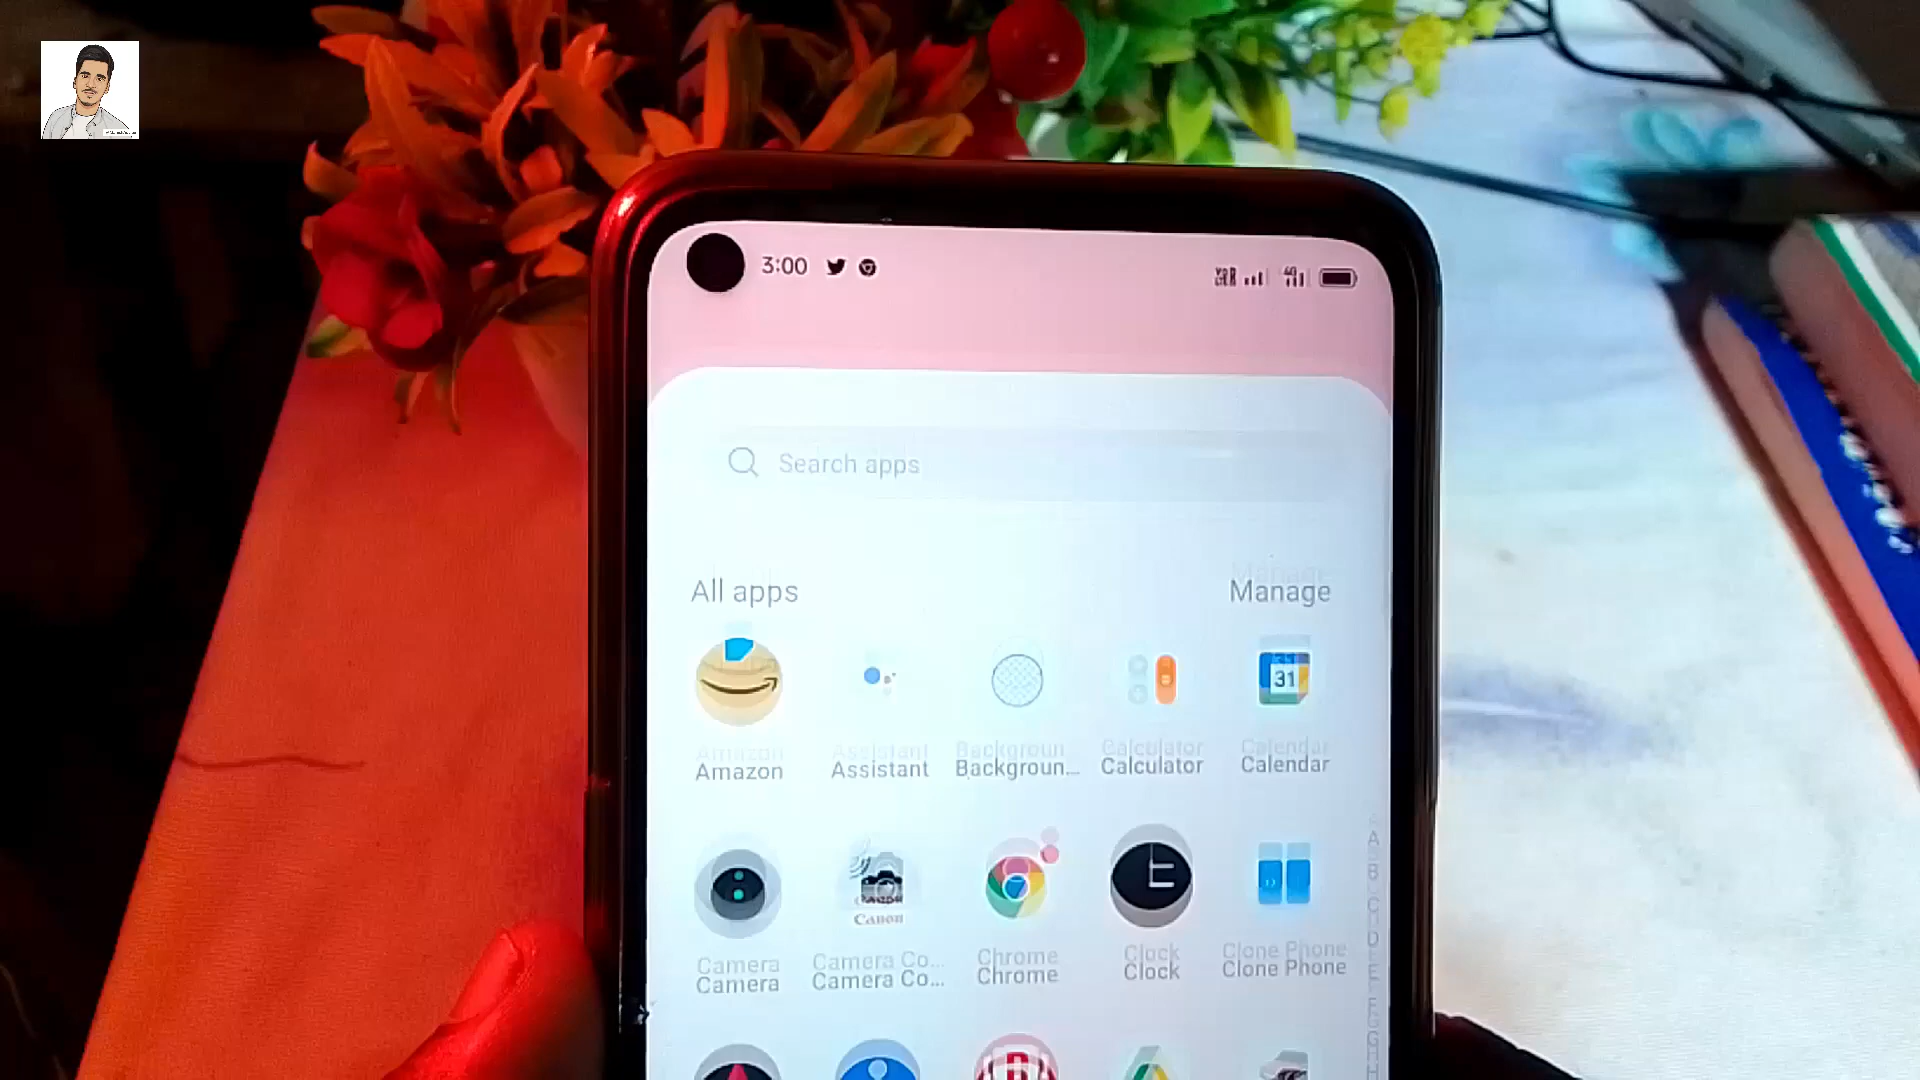 3:00
Search apps
All apps
Manage
31
Amazon
Assistant
Backgroun...
Calculator
Calendar
Canon
Camera
Camera Co...
Chrome
Clock
Clone Phone
A
B
C
D
E
F
G
H